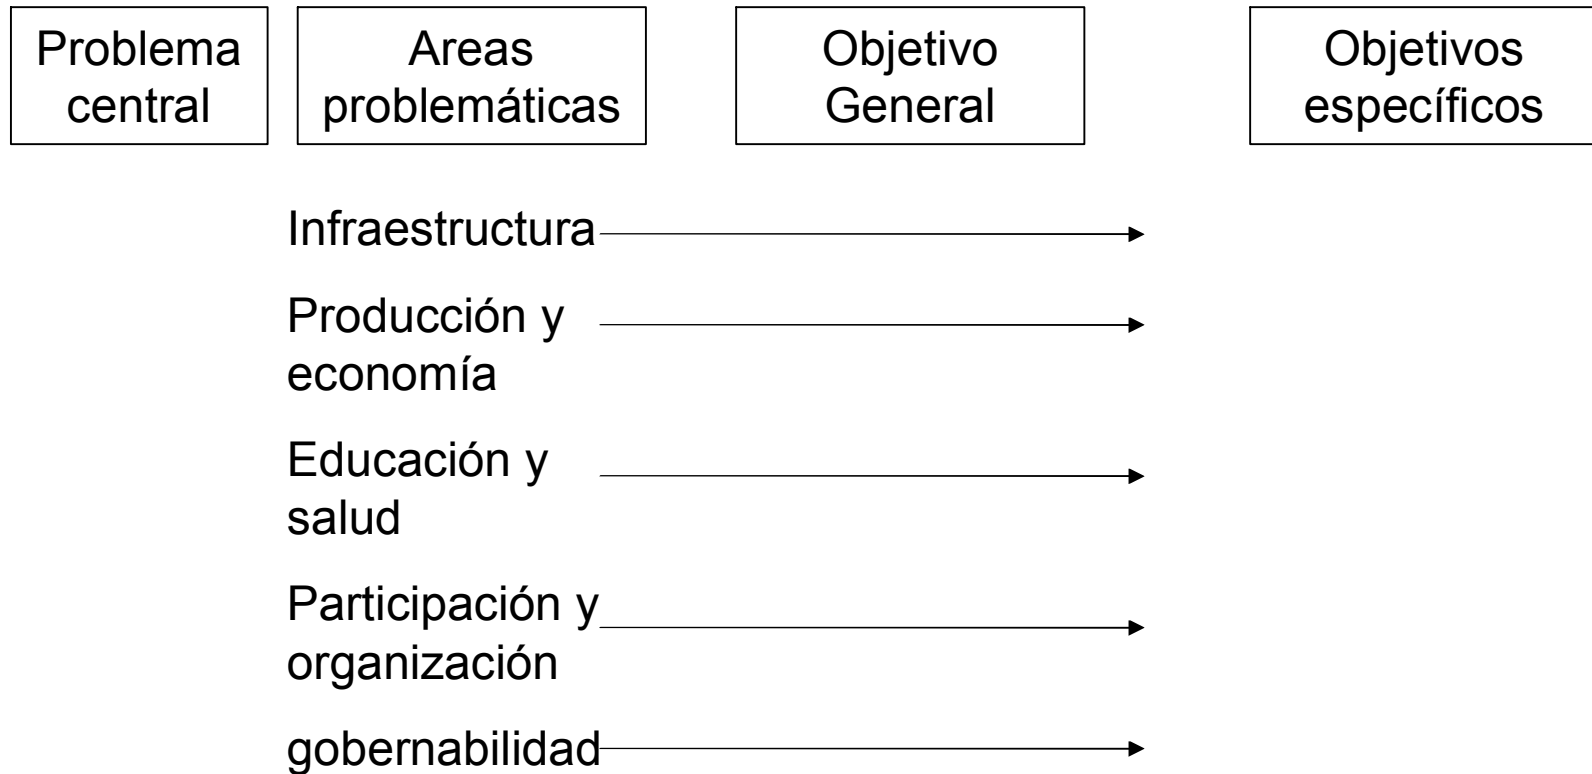 Problema
central
Areas
problemáticas
Objetivo
General
Objetivos
específicos
Infraestructura
Producción y
economía
Educación y
salud
Participación y
organización
gobernabilidad